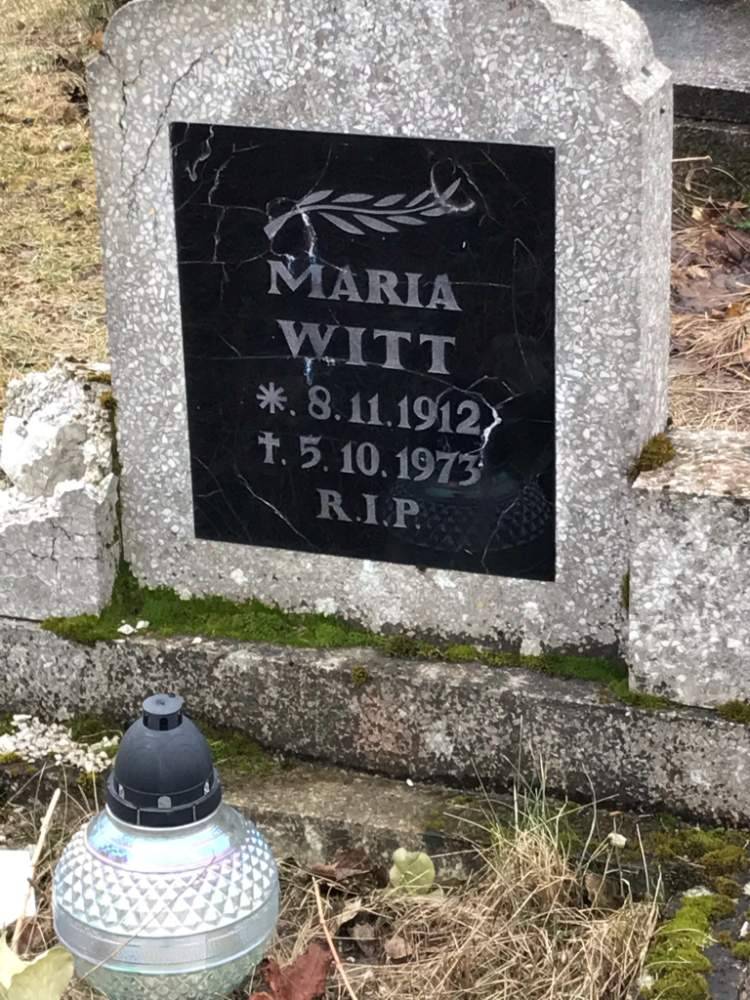 MARIA
WITT
*. 8.11.1912
†. 5.10.1973
R.I.P.